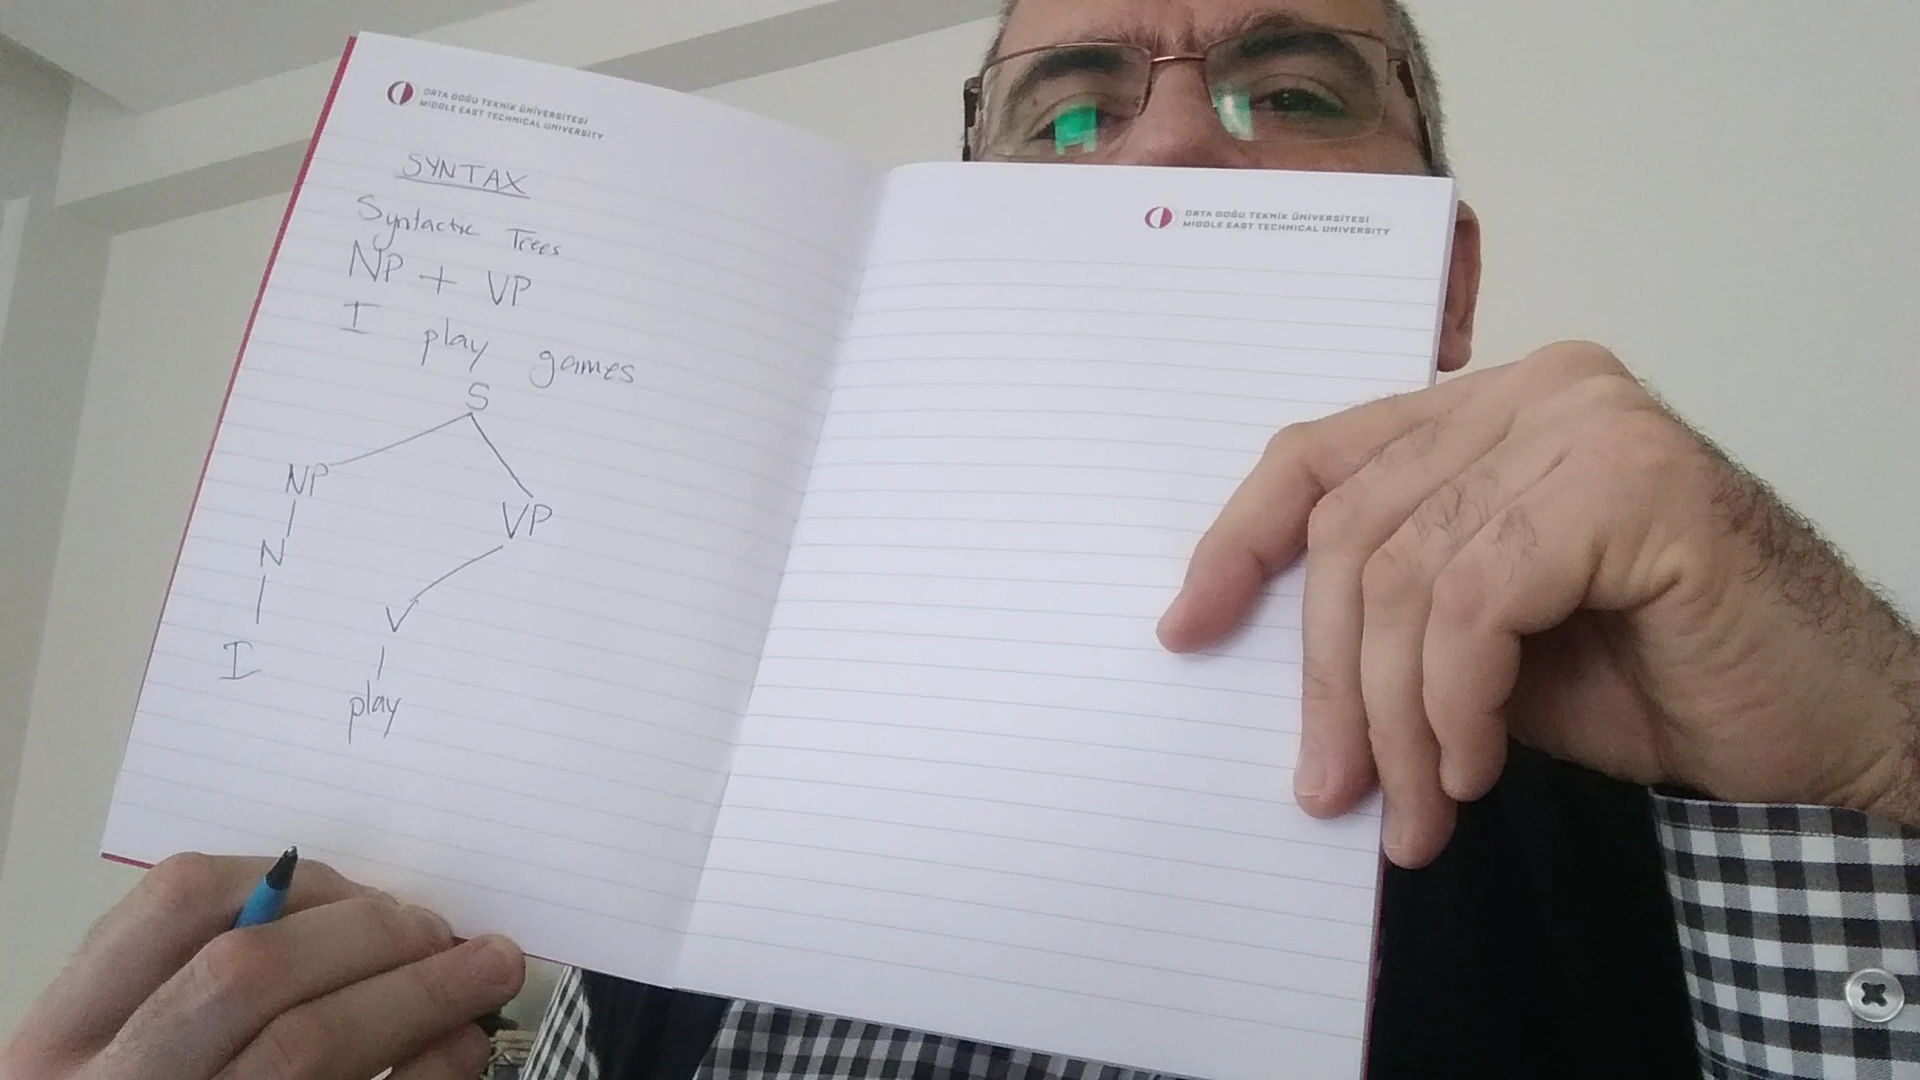 ORTA DOĞU TEKNİK ÜNİVERSİTESİ
MIDDLE EAST TECHNICAL UNIVERSITY
SYNTAX
Syntactic Trees
NP + VP
I play games
S
NP VP
N
V
I
play
ORTA DOĞU TEKNİK ÜNİVERSİTESİ
MIDDLE EAST TECHNICAL UNIVERSITY